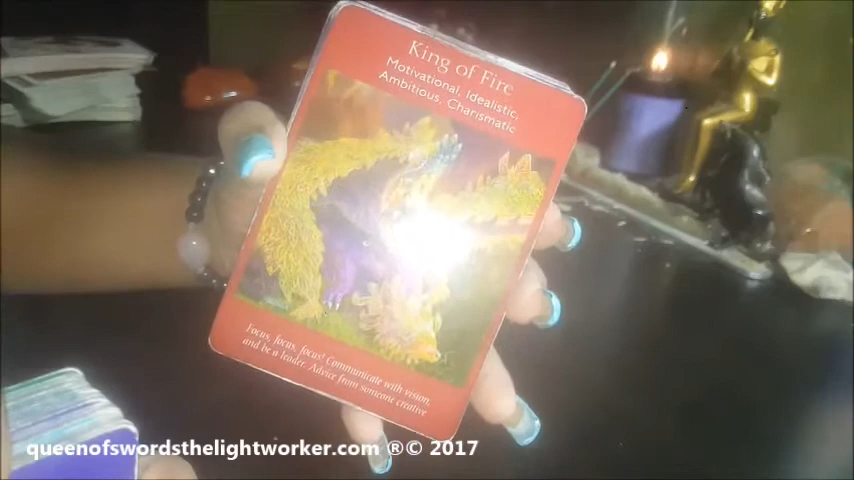 King of Fire
Motivational, Idealistic,
Ambitious, Charismatic
Focus, focus, focus! Communicate with vision,
and be a leader. Advice from someone creative
queenofswordsthelightworker.com ®© 2017